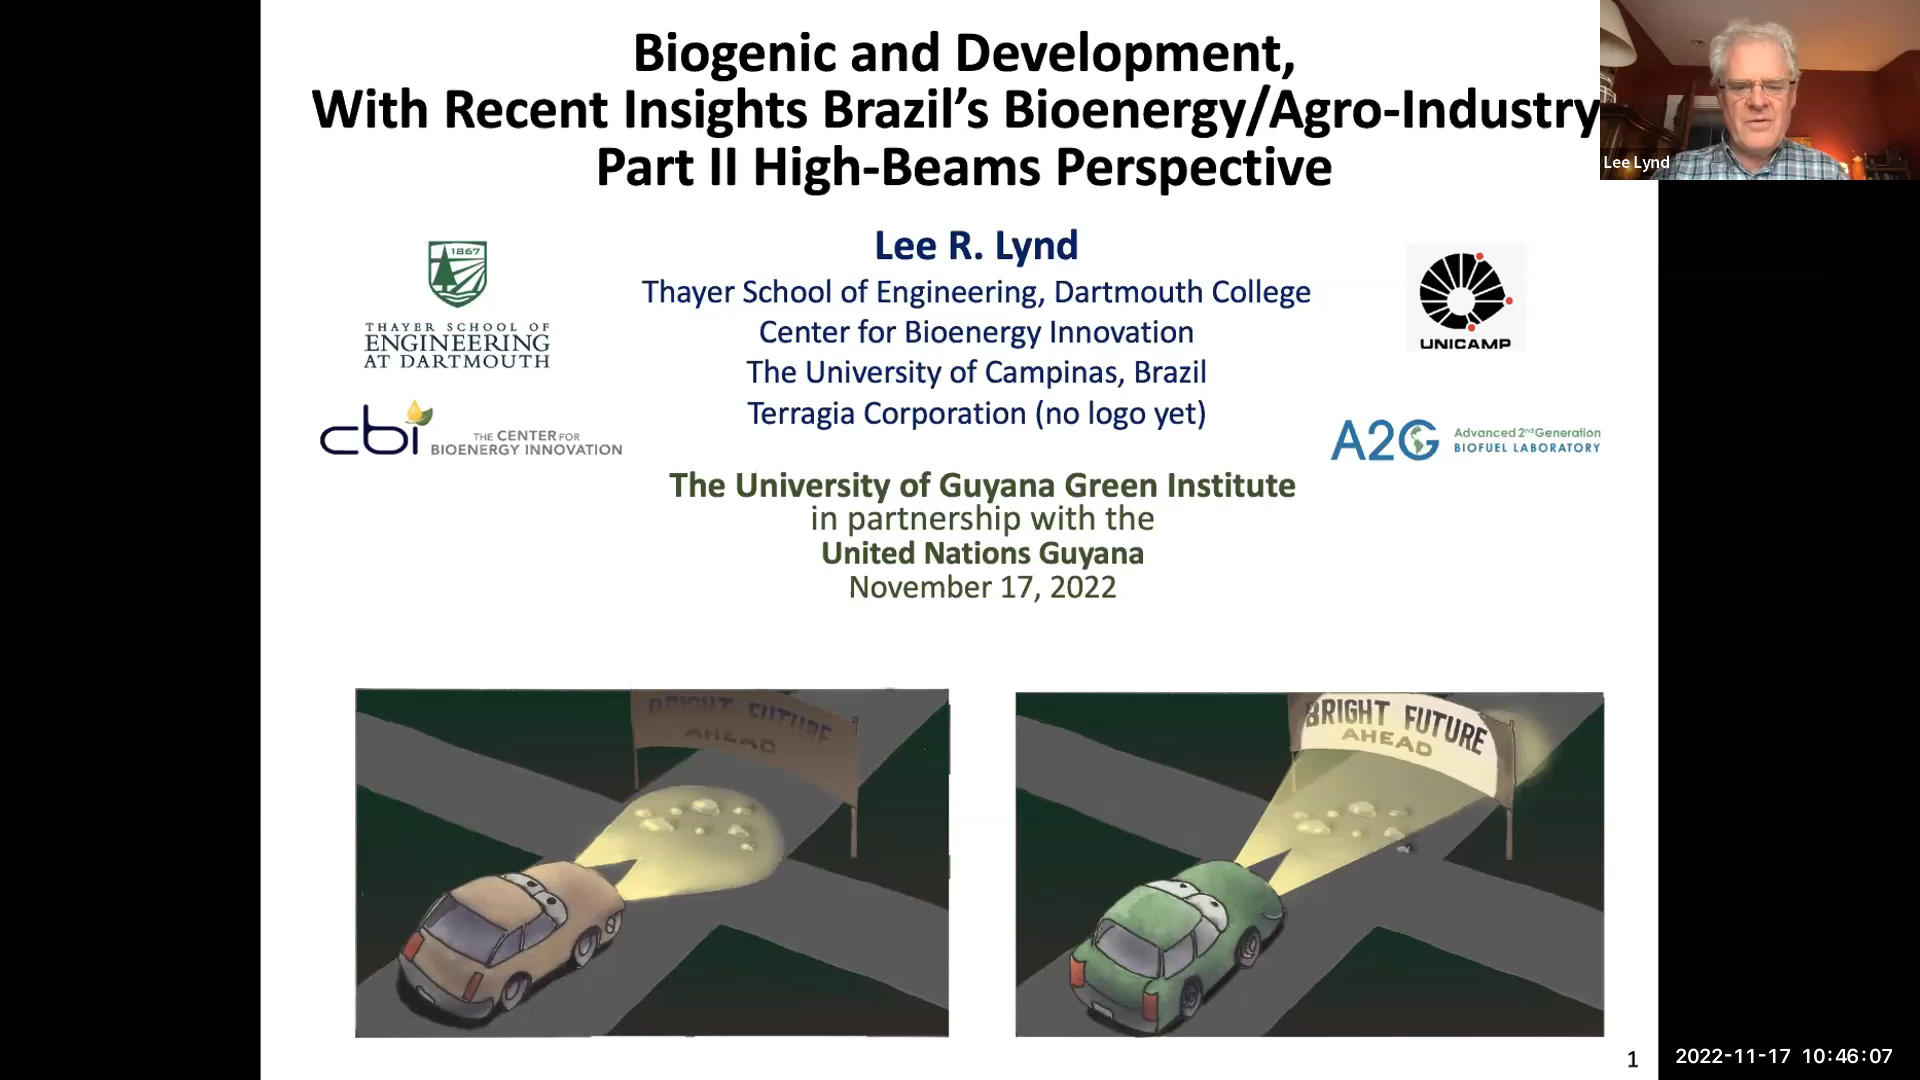 Biogenic and Development,
With Recent Insights Brazil's Bioenergy/Agro-Industry
Part II High-Beams Perspective
Lee Lynd
Lee R. Lynd
Thayer School of Engineering, Dartmouth College
Center for Bioenergy Innovation
The University of Campinas, Brazil
Terragia Corporation (no logo yet)
1867
THAYER SCHOOL OF
ENGINEERING
AT DARTMOUTH
UNICAMP
cbi THE CENTER FOR
BIOENERGY INNOVATION
A2G Advanced 2nd Generation
BIOFUEL LABORATORY
The University of Guyana Green Institute
in partnership with the
United Nations Guyana
November 17, 2022
BRIGHT FUTURE
AHEAD
BRIGHT FUTURE
AHEAD
1
2022-11-17 10:46:07